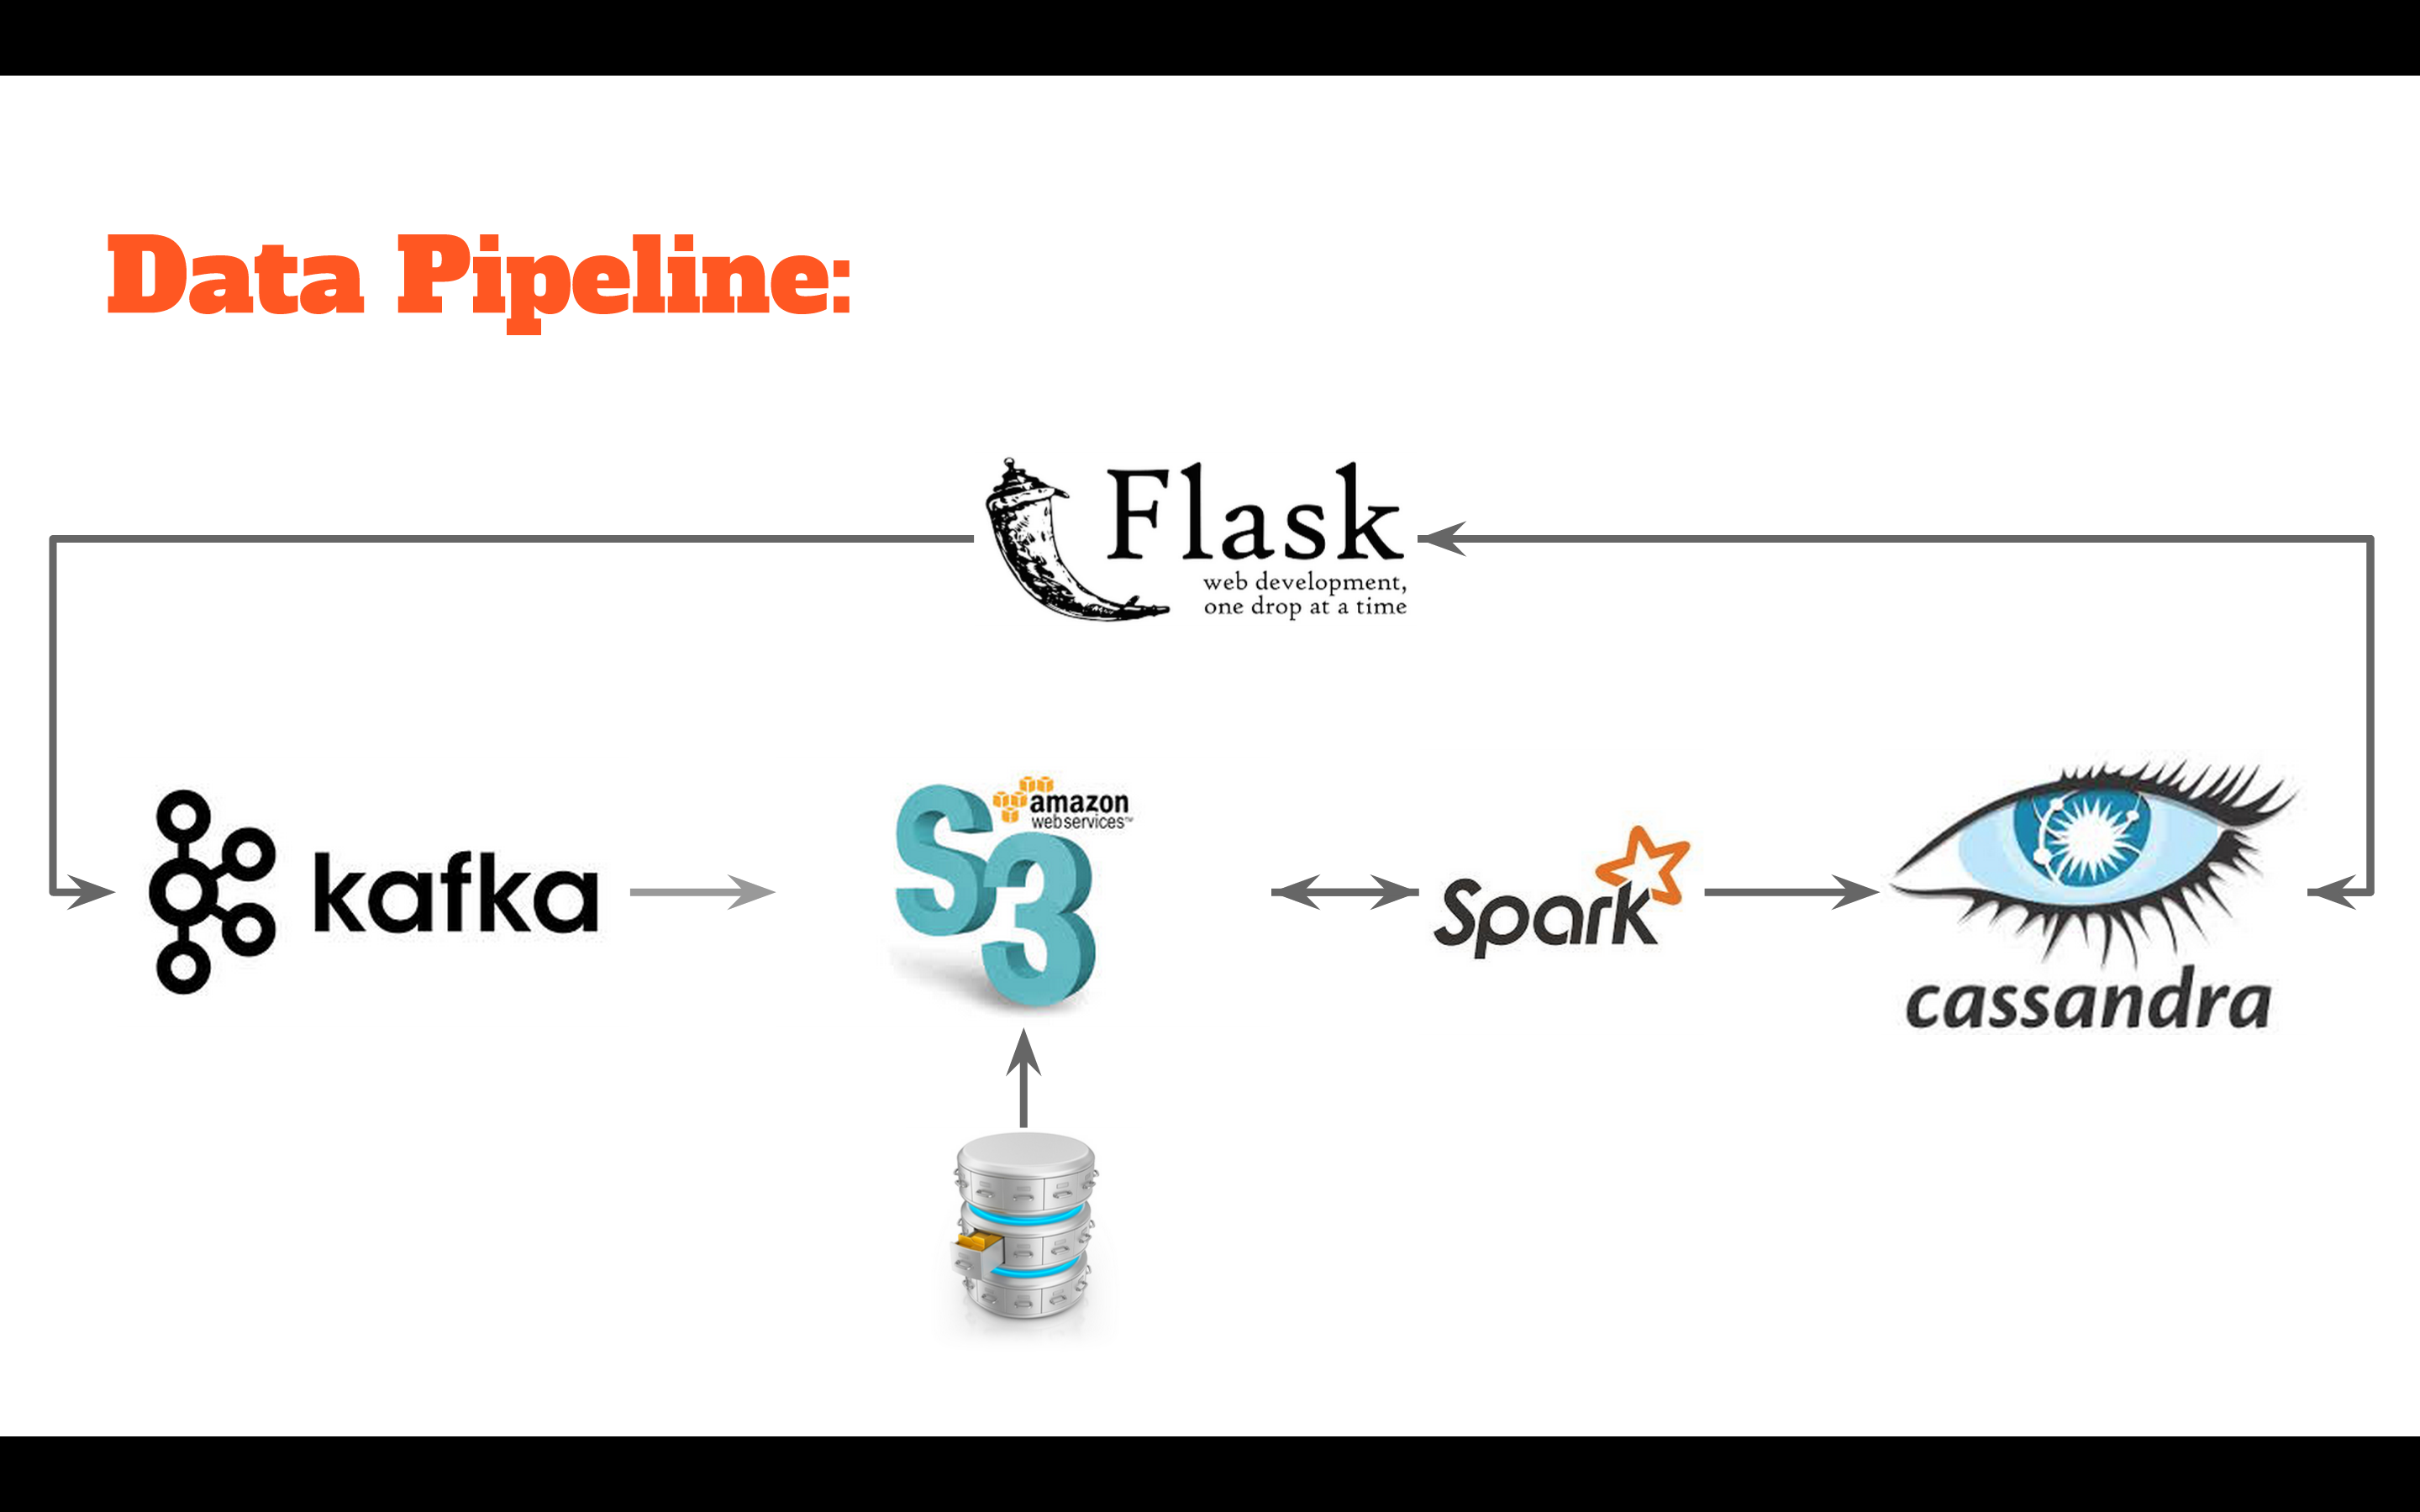 Data Pipeline:
Flask
web development,
one drop at a time
kafka
S3
amazon
webservices™
Spark
cassandra